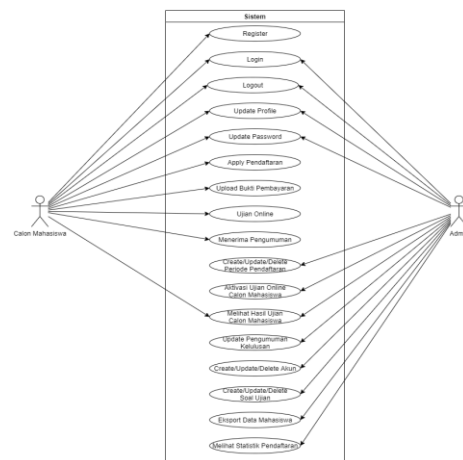 Sistem
Register
Login
Logout
Update Profile
Update Password
Apply Pendaftaran
Upload Bukti Pembayaran
Ujian Online
Calon Mahasiswa
Admi
Menerima Pengumuman
Create/Update/Delete
Periode Pendaftaran
Aktivasi Ujian Online
Calon Mahasiswa
Melihat Hasil Ujian
Calon Mahasiswa
Update Pengumuman
Kelulusan
Create/Update/Delete Akun
Create/Update/Delete
Soal Ujian
Eksport Data Mahasiswa
Melihat Statistik Pendaftaran